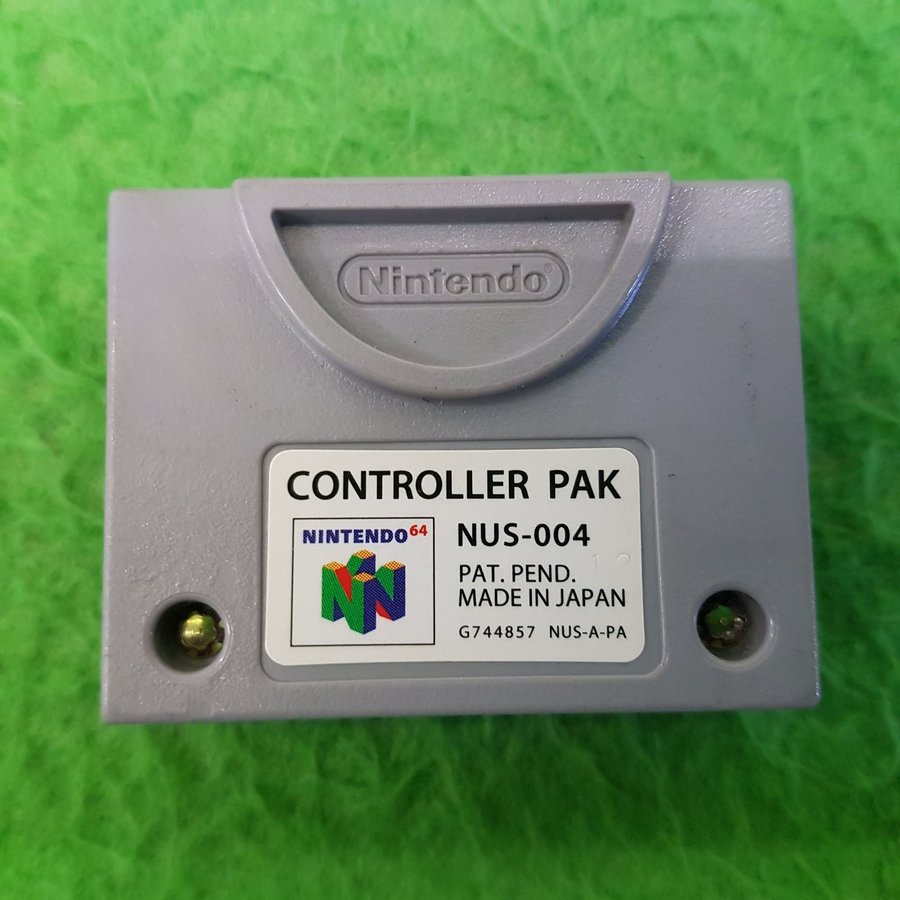 Nintendo®
CONTROLLER PAK
NINTENDO64
NUS-004
PAT. PEND.
MADE IN JAPAN
G744857 NUS-A-PA